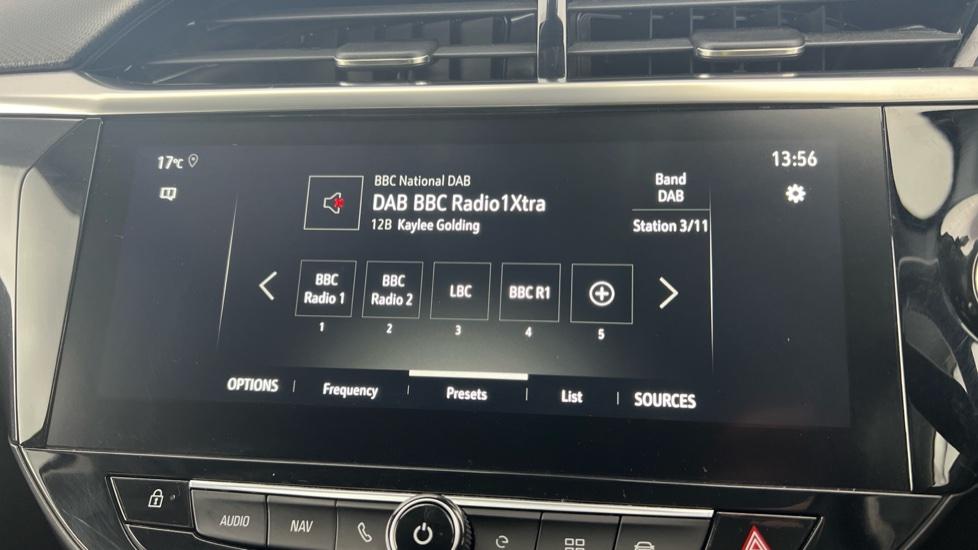 17°C
13:56
BBC National DAB
DAB BBC Radio1Xtra
12B Kaylee Golding
Band
DAB
Station 3/11
BBC
Radio 1
BBC
Radio 2
LBC
BBC R1
1
2
3
4
5
OPTIONS
Frequency
Presets
List
SOURCES
AUDIO
NAV